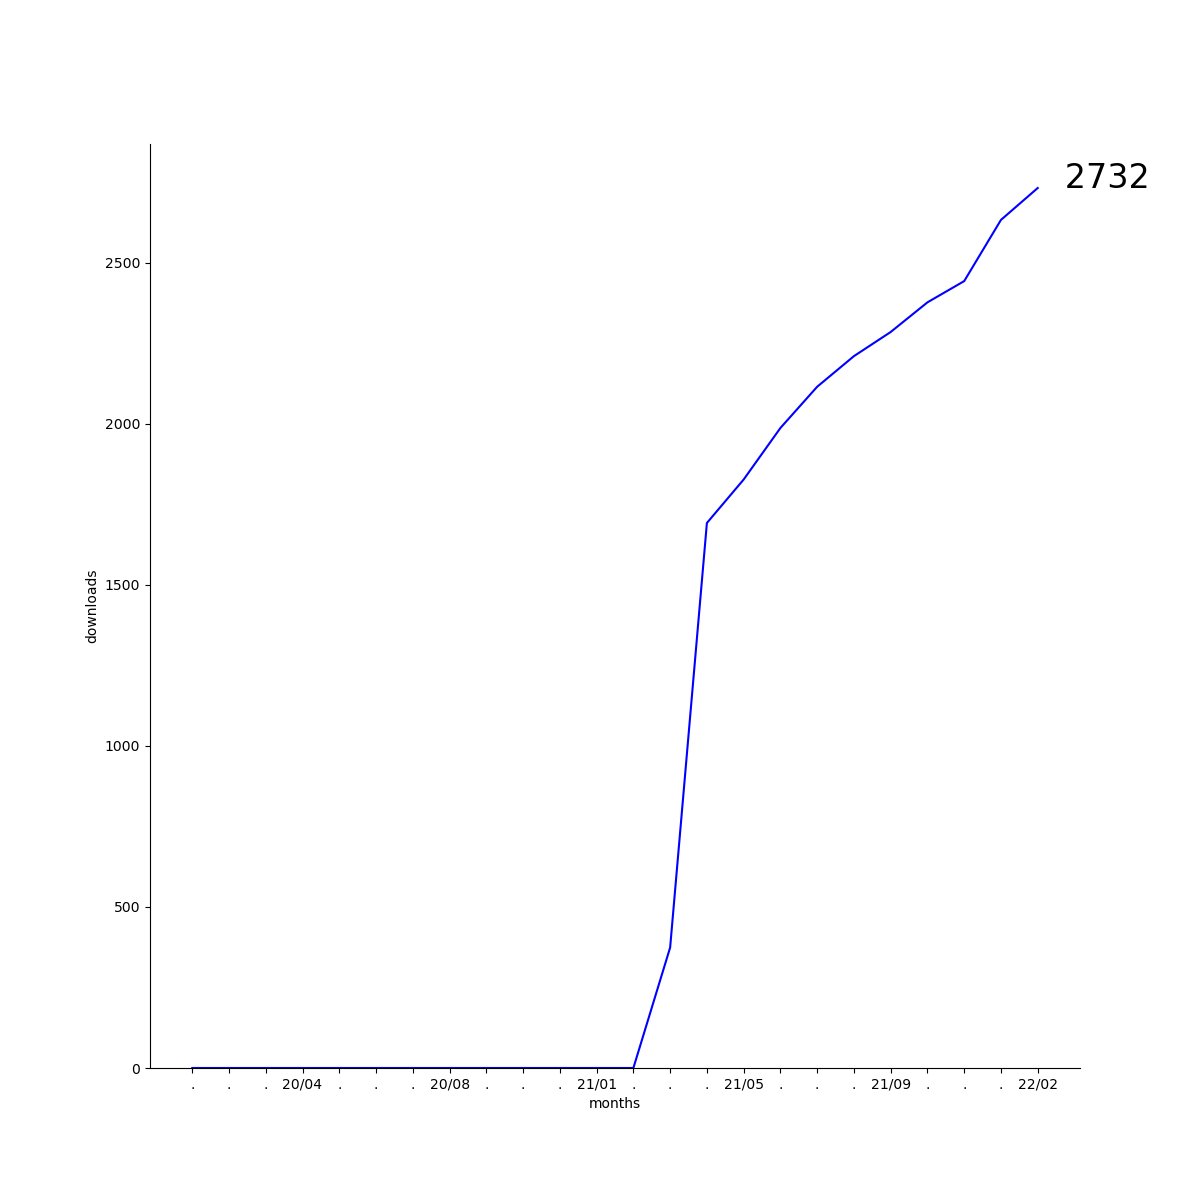 2732
2500
2000
1500
1000
500
0
downloads
. . . 20/04 . . . 20/08 . . . 21/01 . . . 21/05 . . . 21/09 . . . 22/02
months